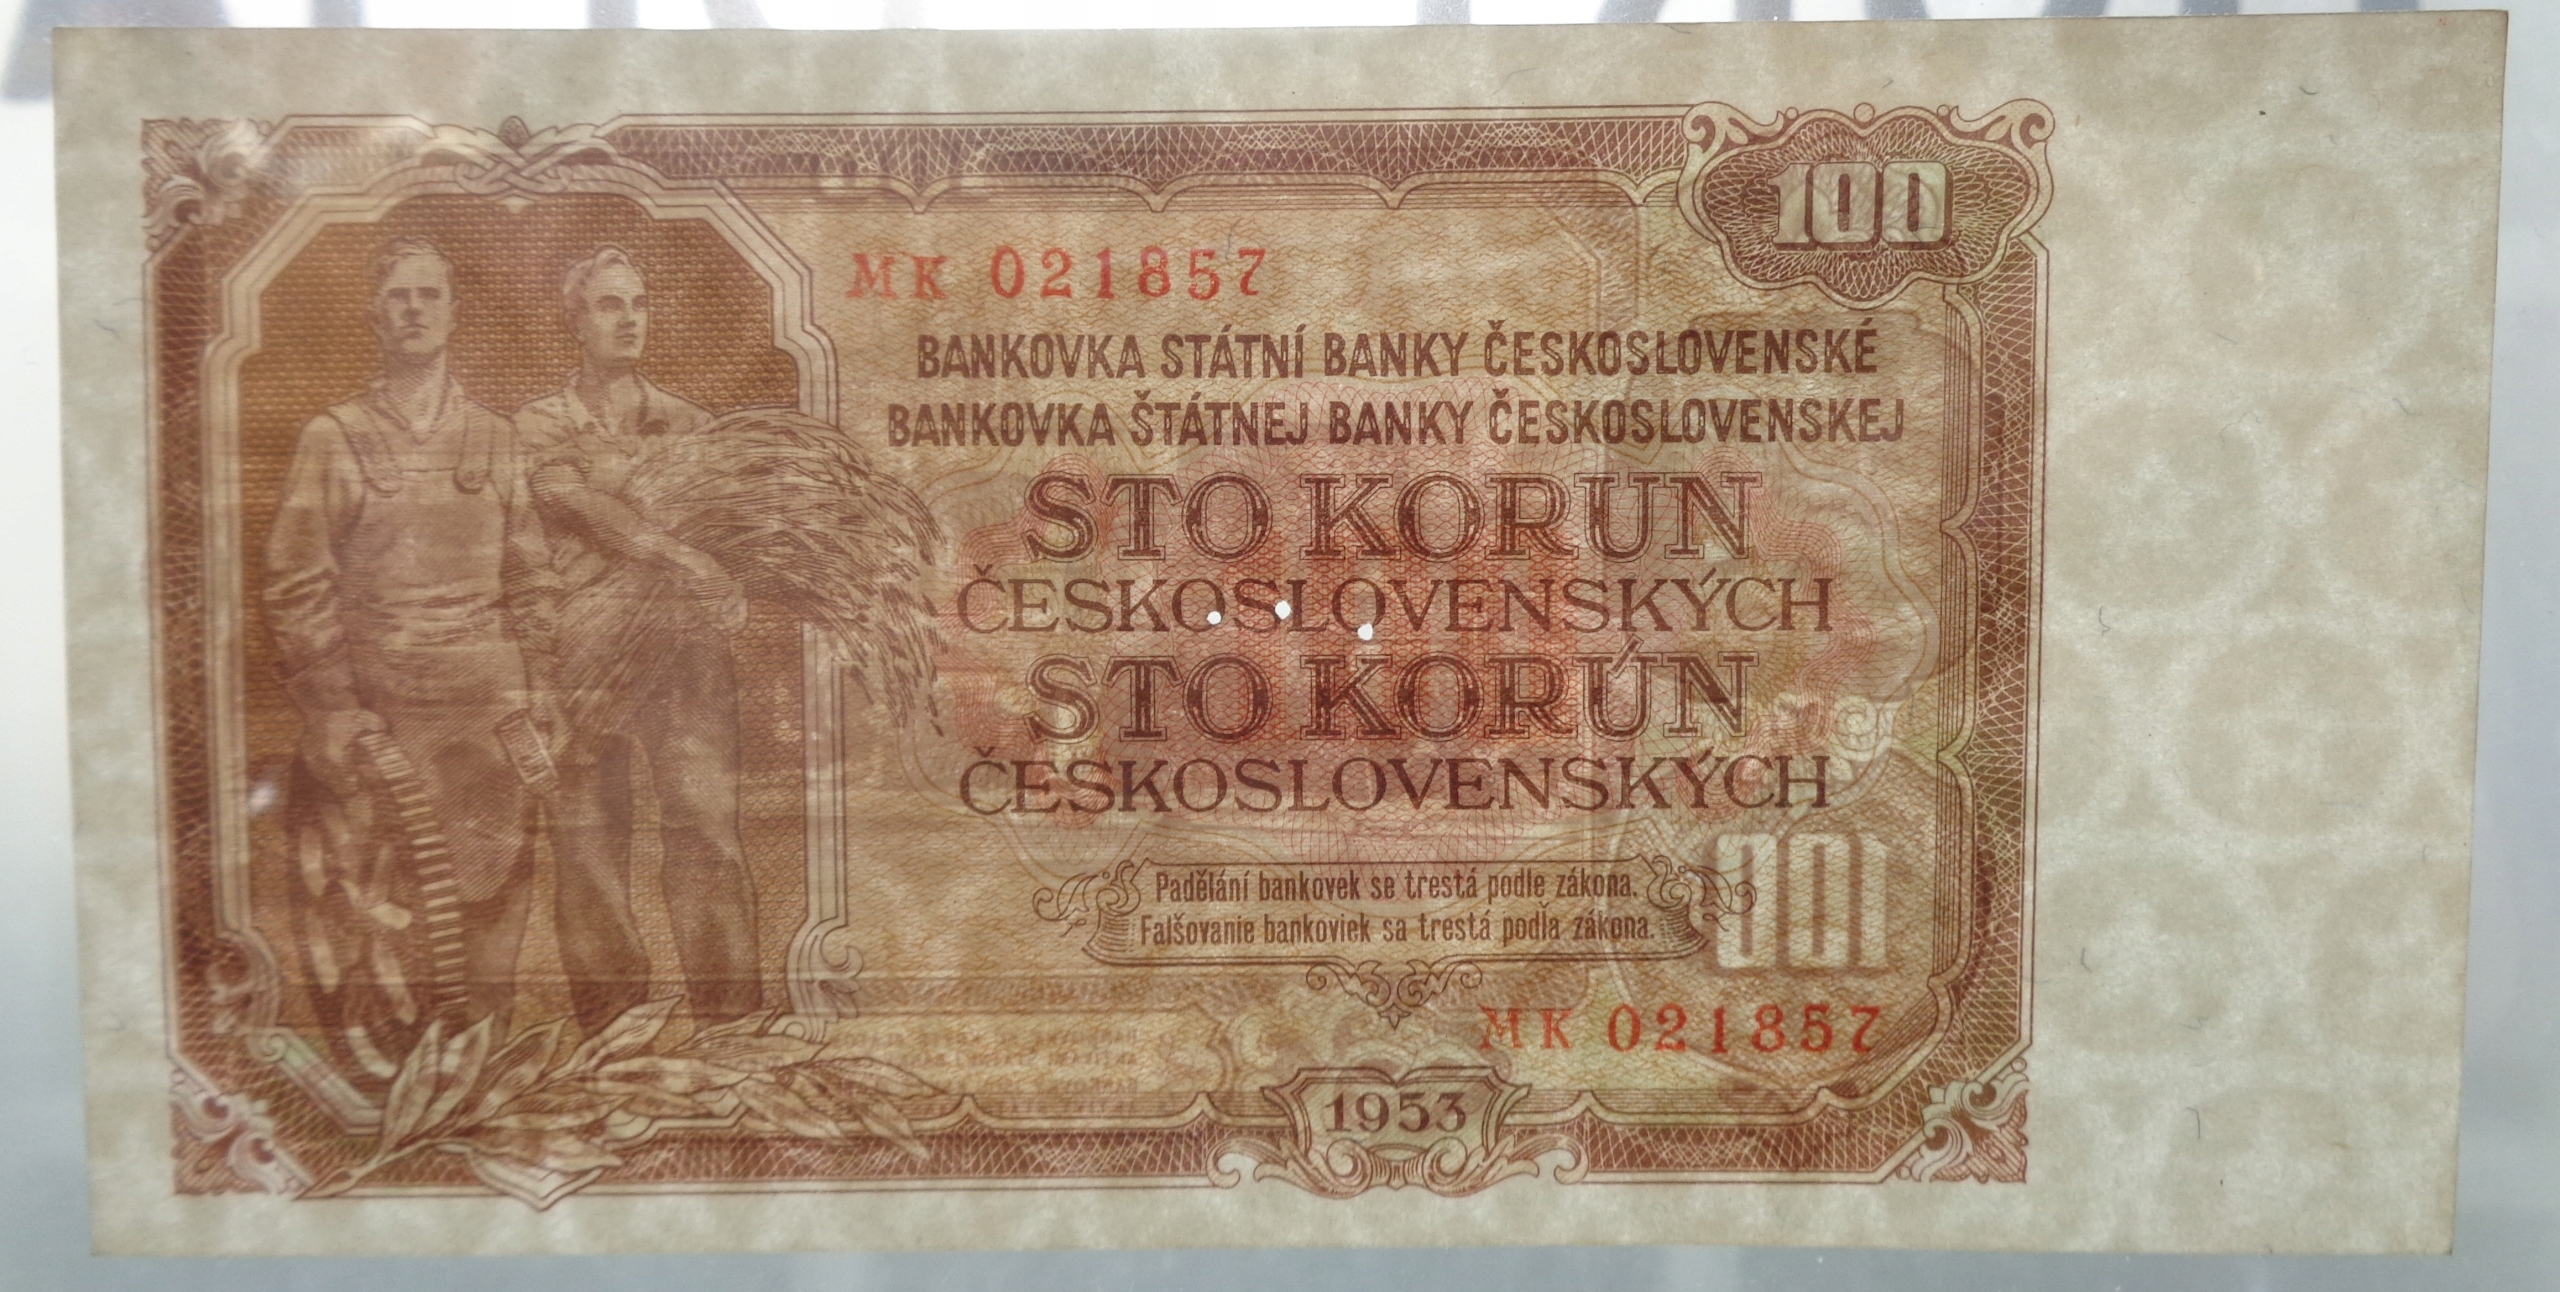 100
MK 021857
BANKOVKA STÁTNÍ BANKY ČESKOSLOVENSKÉ
BANKOVKA ŠTÁTNEJ BANKY ČESKOSLOVENSKEJ
STO KORUN
ČESKOSLOVENSKÝCH
STO KORÚN
ČESKOSLOVENSKÝCH
Padělání bankovek se trestá podle zákona.
Falšovanie bankoviek sa trestá podľa zákona.
100
MK 021857
1953